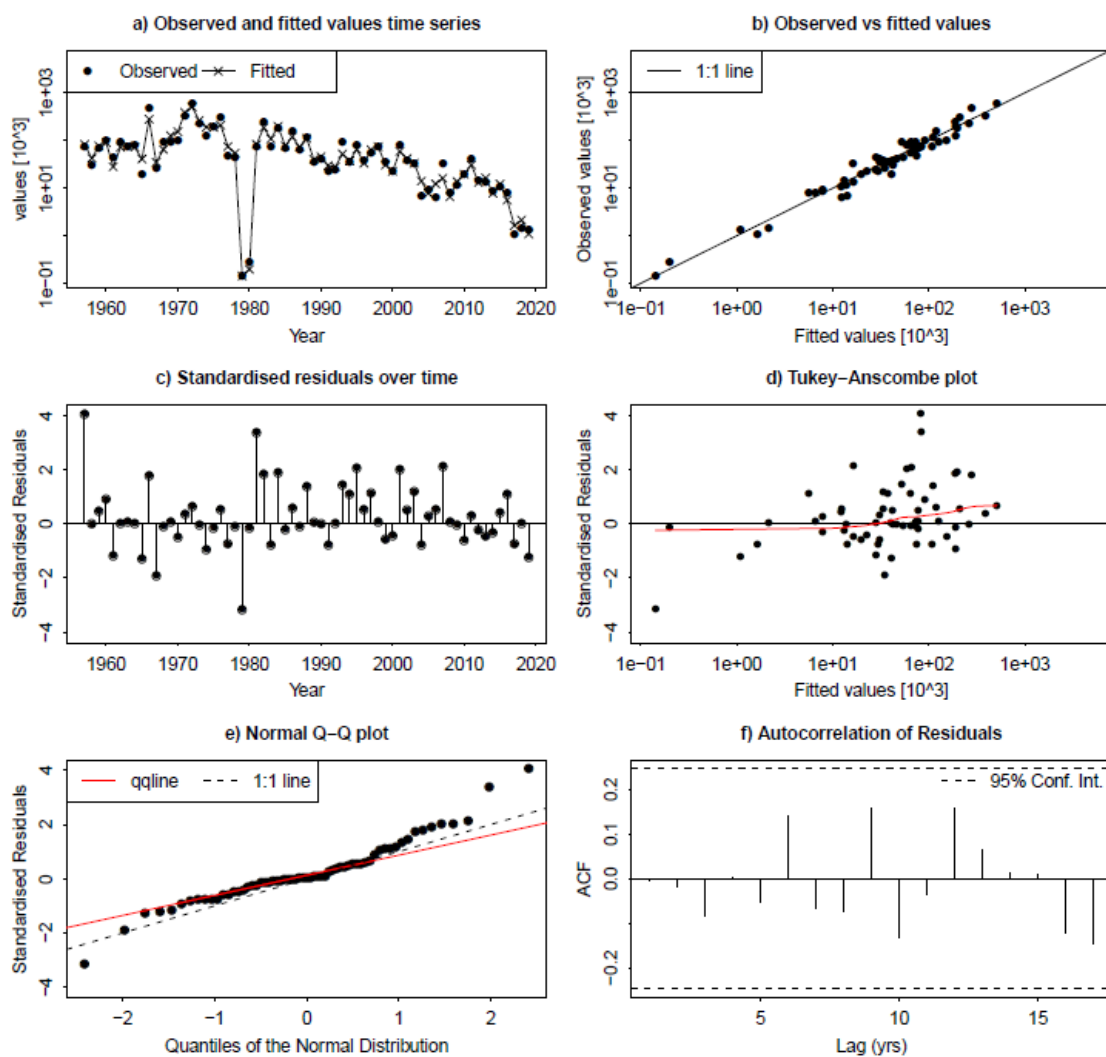 a) Observed and fitted values time series
Observed Fitted
values [10^3]
1e-01 1e+01 1e+03
1960 1970 1980 1990 2000 2010 2020
Year
b) Observed vs fitted values
1:1 line
Observed values [10^3]
1e-01 1e+01 1e+03
1e-01 1e+00 1e+01 1e+02 1e+03
Fitted values [10^3]
c) Standardised residuals over time
Standardised Residuals
-4 -2 0 2 4
1960 1970 1980 1990 2000 2010 2020
Year
d) Tukey-Anscombe plot
Standardised Residuals
-4 -2 0 2 4
1e-01 1e+00 1e+01 1e+02 1e+03
Fitted values [10^3]
e) Normal Q-Q plot
qqline 1:1 line
Standardised Residuals
-4 -2 0 2 4
-2 -1 0 1 2
Quantiles of the Normal Distribution
f) Autocorrelation of Residuals
95% Conf. Int.
ACF
-0.2 0.0 0.2
5 10 15
Lag (yrs)